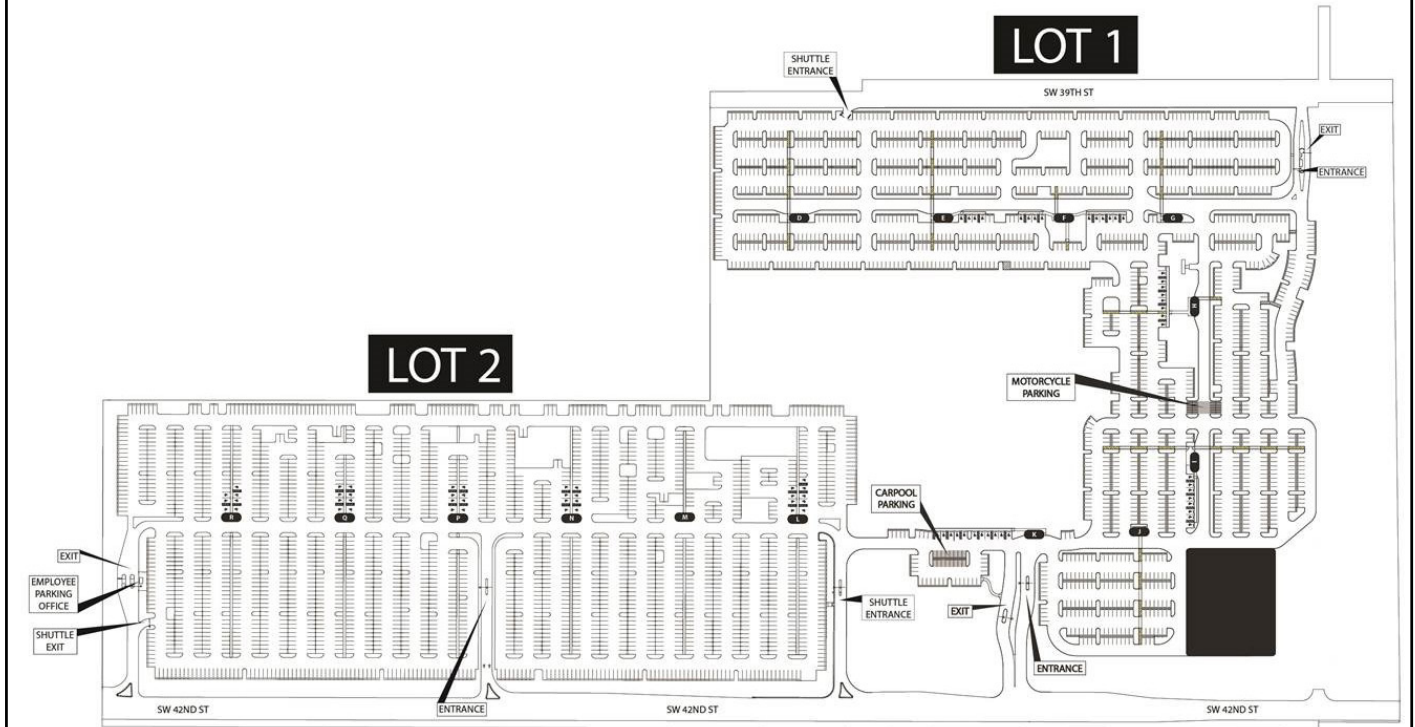 LOT 1
SHUTTLE
ENTRANCE
SW 39TH ST
EXIT
ENTRANCE
D
E
F
G
H
MOTORCYCLE
PARKING
LOT 2
I
CARPOOL
PARKING
R
Q
P
N
M
L
K
J
EXIT
EMPLOYEE
PARKING
OFFICE
SHUTTLE
EXIT
SHUTTLE
ENTRANCE
EXIT
ENTRANCE
ENTRANCE
SW 42ND ST
SW 42ND ST
SW 42ND ST